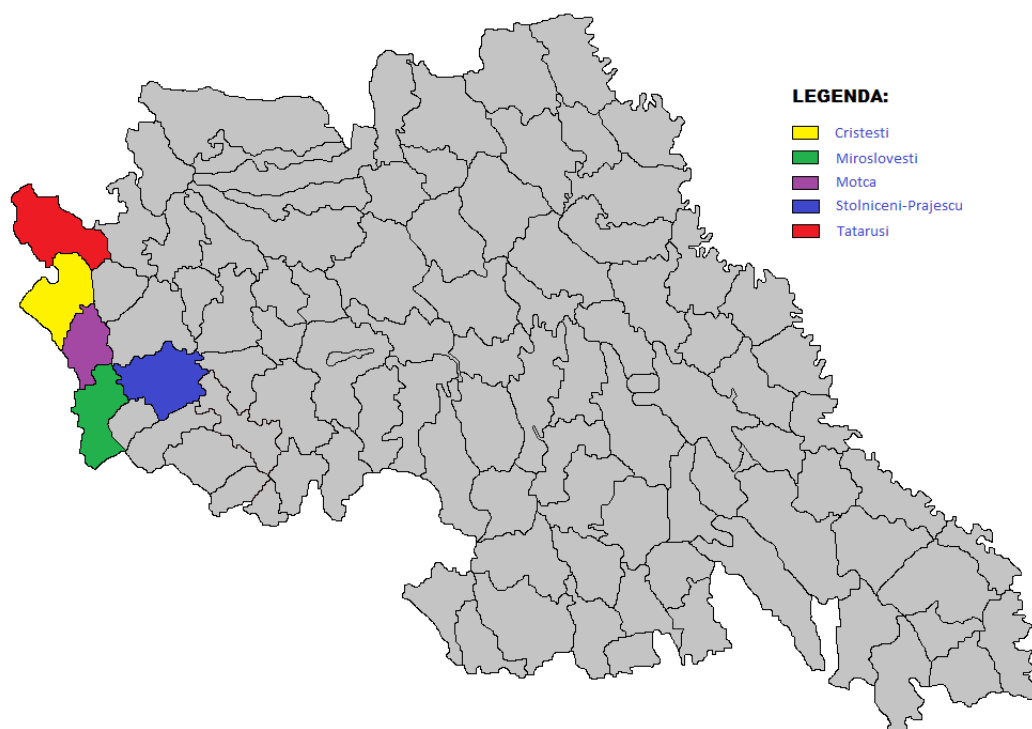 LEGENDA:
Cristesti
Miroslovesti
Motca
Stolniceni-Prajescu
Tatarusi